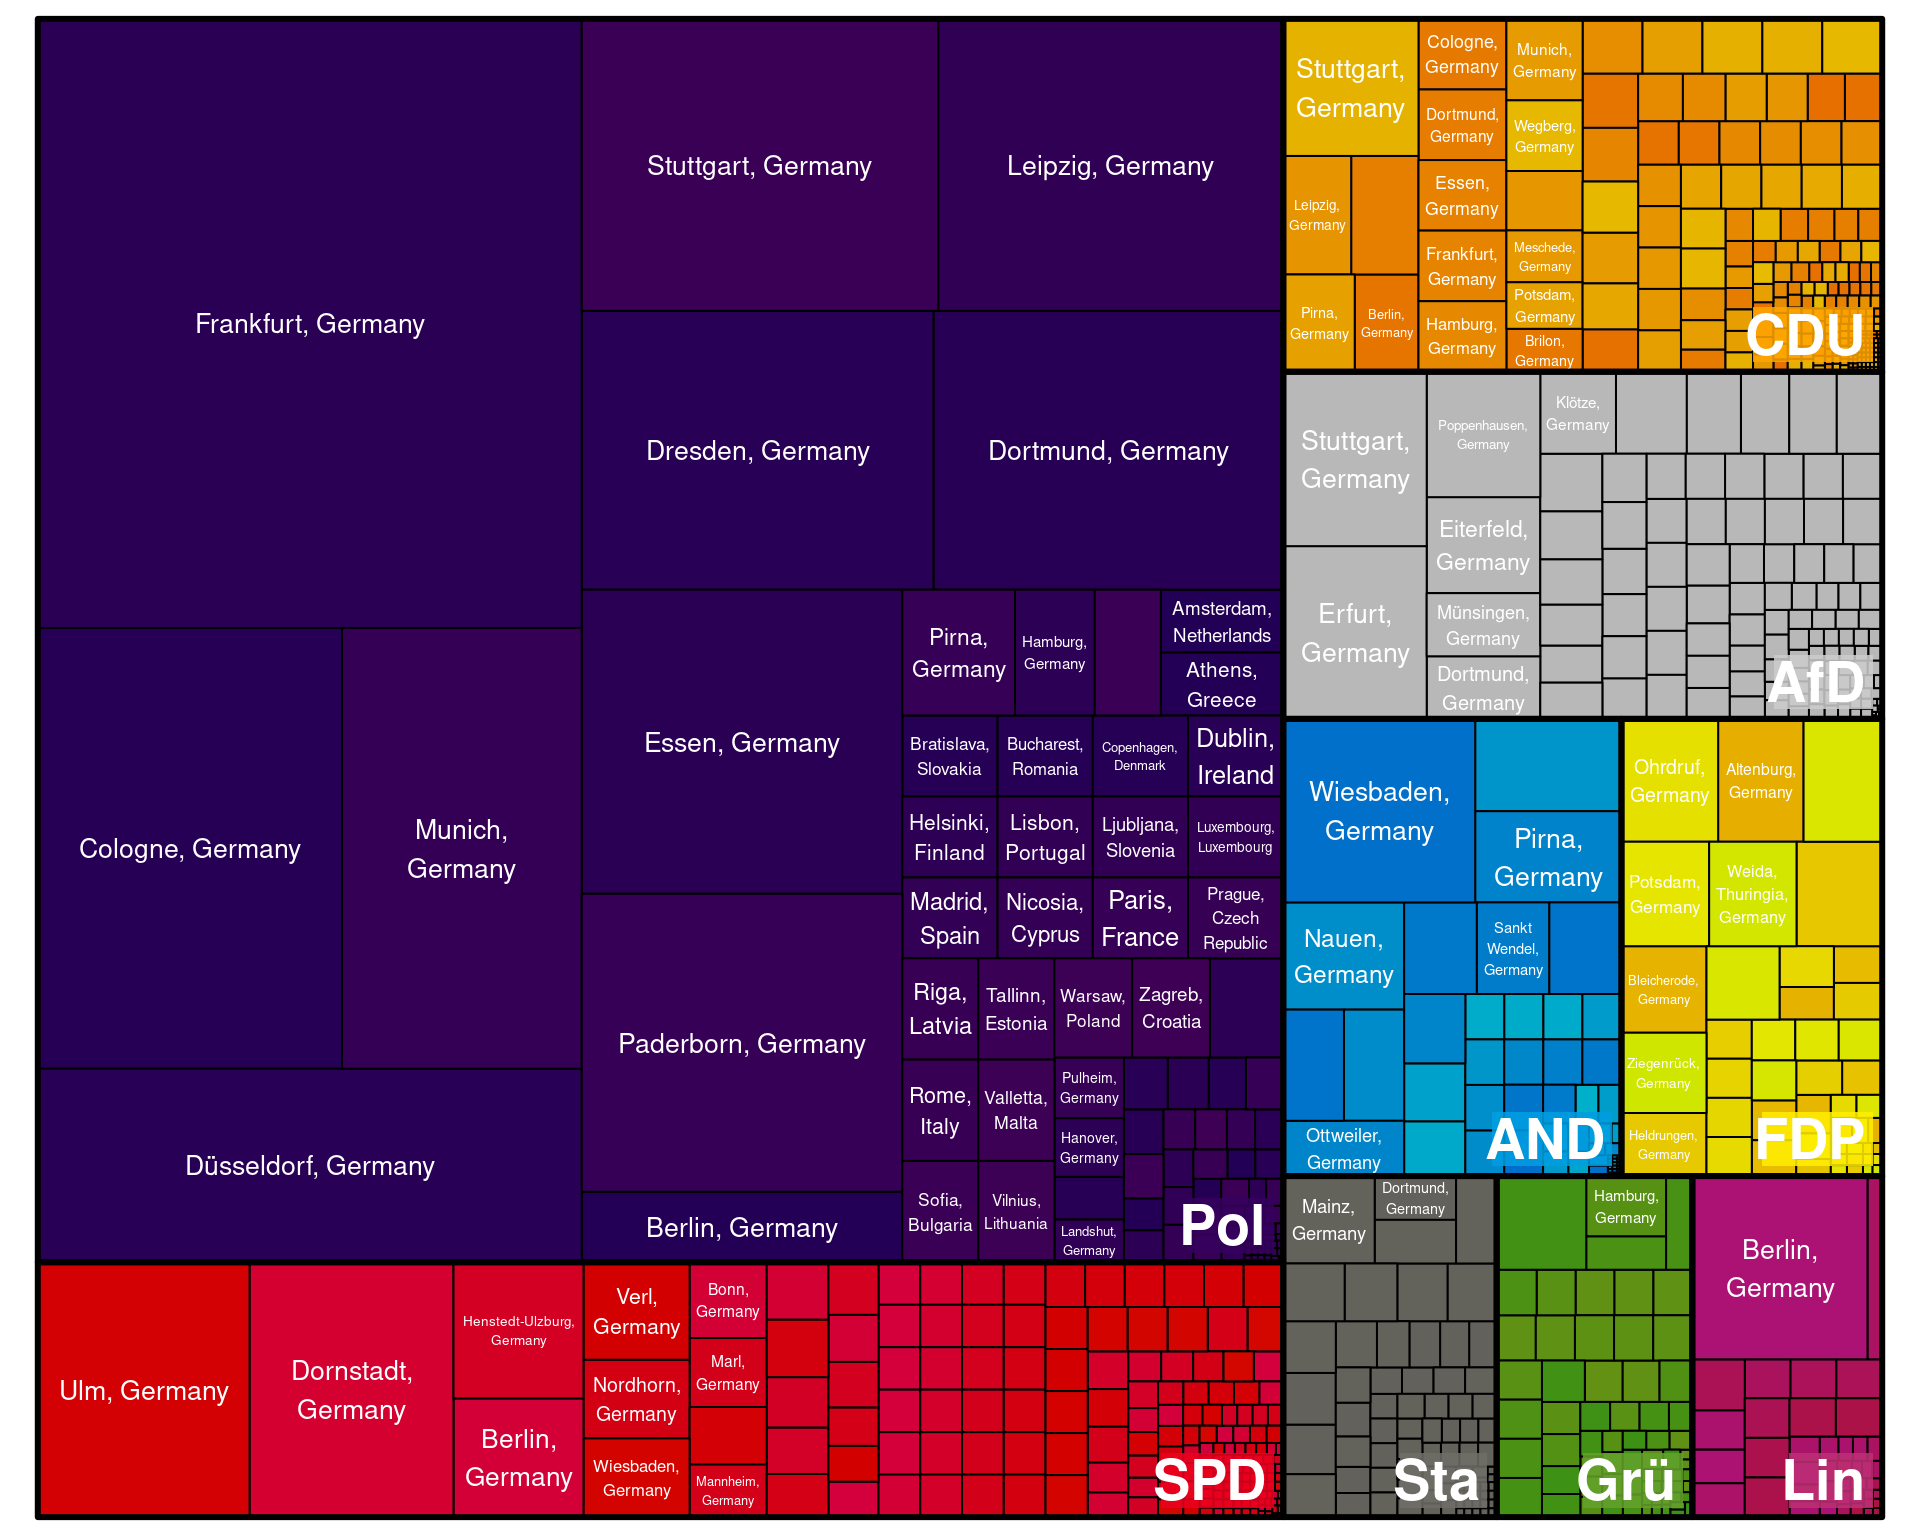 Frankfurt, Germany
Stuttgart, Germany
Leipzig, Germany
Dresden, Germany
Dortmund, Germany
Cologne, Germany
Munich,
Germany
Düsseldorf, Germany
Essen, Germany
Paderborn, Germany
Berlin, Germany
Pirna,
Germany
Hamburg,
Germany
Amsterdam,
Netherlands
Athens,
Greece
Bratislava,
Slovakia
Bucharest,
Romania
Copenhagen,
Denmark
Dublin,
Ireland
Helsinki,
Finland
Lisbon,
Portugal
Ljubljana,
Slovenia
Luxembourg,
Luxembourg
Madrid,
Spain
Nicosia,
Cyprus
Paris,
France
Prague,
Czech
Republic
Riga,
Latvia
Tallinn,
Estonia
Warsaw,
Poland
Zagreb,
Croatia
Rome,
Italy
Valletta,
Malta
Pulheim,
Germany
Hanover,
Germany
Sofia,
Bulgaria
Vilnius,
Lithuania
Landshut,
Germany
Pol
Stuttgart,
Germany
Cologne,
Germany
Munich,
Germany
Dortmund,
Germany
Wegberg,
Germany
Leipzig,
Germany
Essen,
Germany
Frankfurt,
Germany
Meschede,
Germany
Pirna,
Germany
Berlin,
Germany
Hamburg,
Germany
Potsdam,
Germany
Brilon,
Germany
CDU
Stuttgart,
Germany
Poppenhausen,
Germany
Klötze,
Germany
Eiterfeld,
Germany
Erfurt,
Germany
Münsingen,
Germany
Dortmund,
Germany
AfD
Wiesbaden,
Germany
Pirna,
Germany
Nauen,
Germany
Sankt
Wendel,
Germany
Ottweiler,
Germany
AND
Ohrdruf,
Germany
Altenburg,
Germany
Potsdam,
Germany
Weida,
Thuringia,
Germany
Bleicherode,
Germany
Ziegenrück,
Germany
Heldrungen,
Germany
FDP
Ulm, Germany
Dornstadt,
Germany
Henstedt-Ulzburg,
Germany
Berlin,
Germany
Verl,
Germany
Nordhorn,
Germany
Wiesbaden,
Germany
Bonn,
Germany
Marl,
Germany
Mannheim,
Germany
SPD
Mainz,
Germany
Dortmund,
Germany
Sta
Hamburg,
Germany
Grü
Berlin,
Germany
Lin